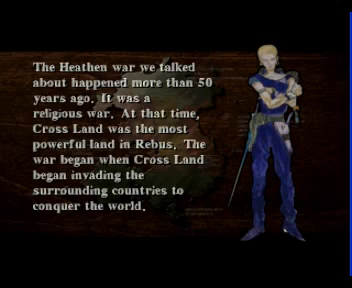 The Heathen war we talked
about happened more than 50
years ago. It was a
religious war. At that time,
Cross Land was the most
powerful land in Rebus. The
war began when Cross Land
began invading the
surrounding countries to
conquer the world.